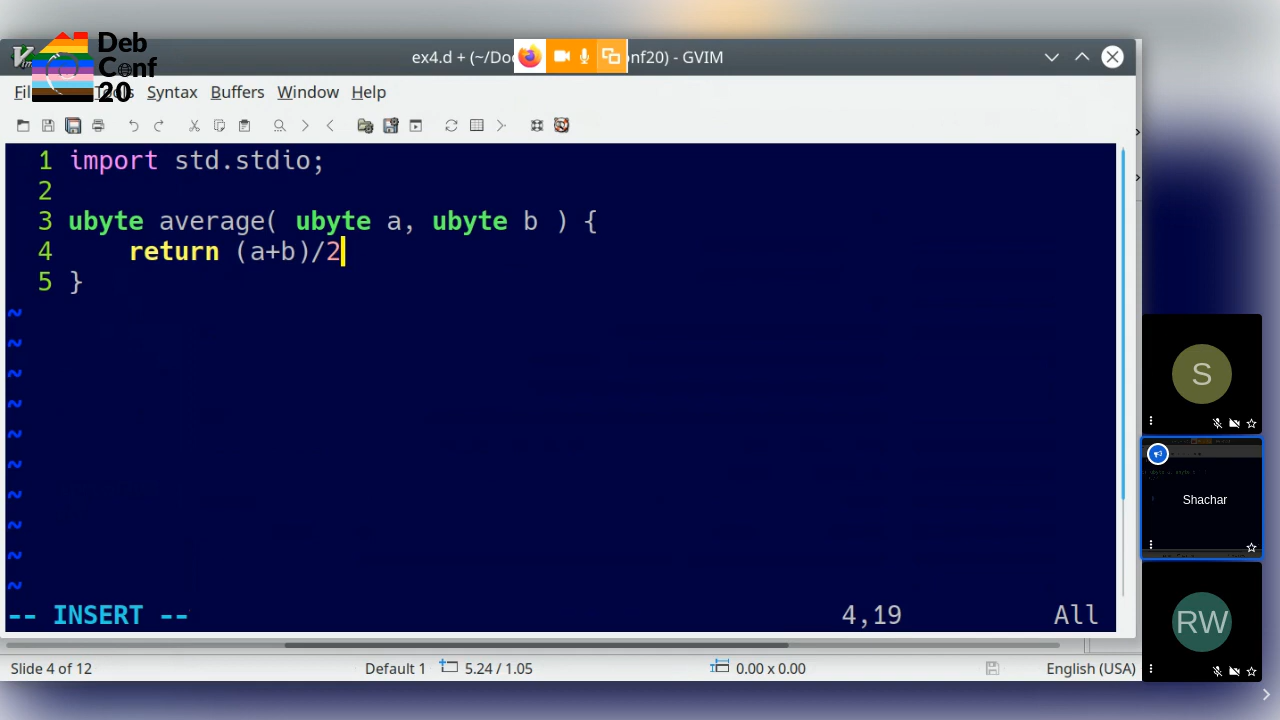 Deb
Conf
20
ex4.d + (~/Doc nf20) - GVIM
Fil Tools Syntax Buffers Window Help
1 import std.stdio;
2
3 ubyte average( ubyte a, ubyte b ) {
4     return (a+b)/2
5 }
~
~
~
~
~
~
~
~
~
~
-- INSERT -- 4,19 All
S
Shachar
RW
Slide 4 of 12 Default 1 5.24 / 1.05 0.00 x 0.00 English (USA)